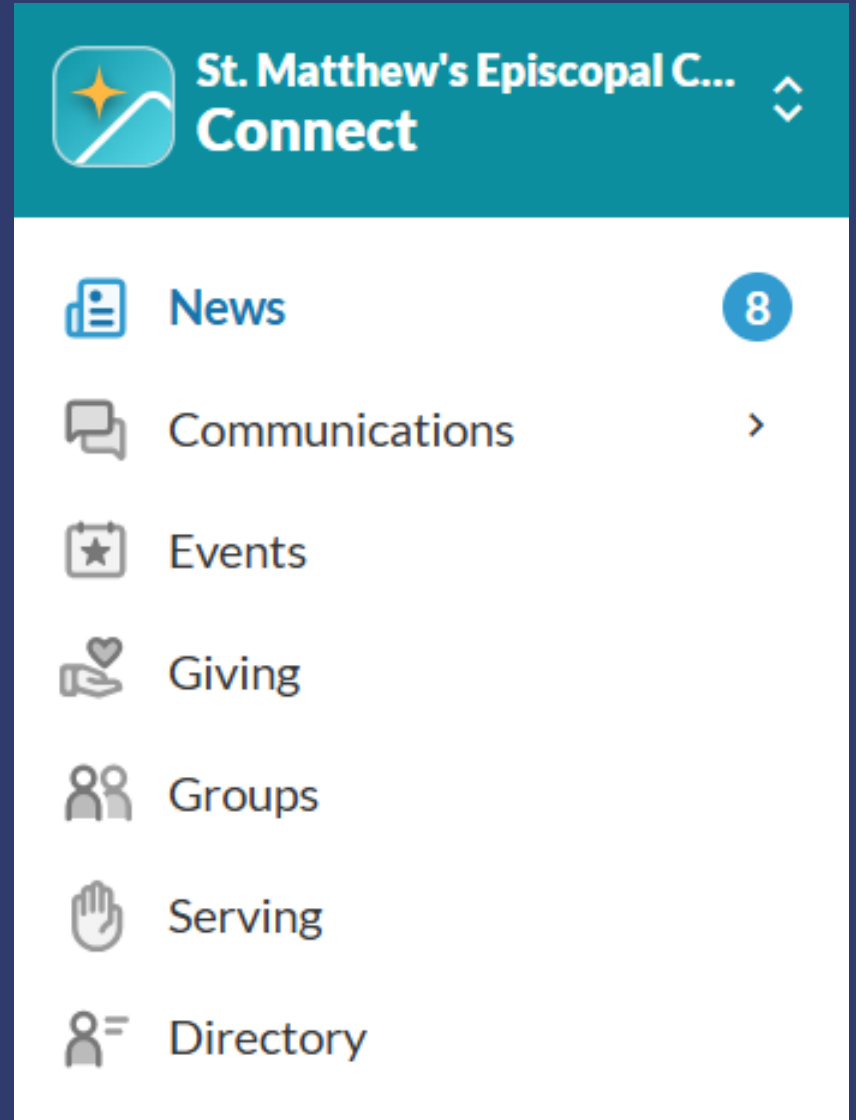 St. Matthew's Episcopal C...
Connect
News
8
Communications
Events
Giving
Groups
Serving
Directory